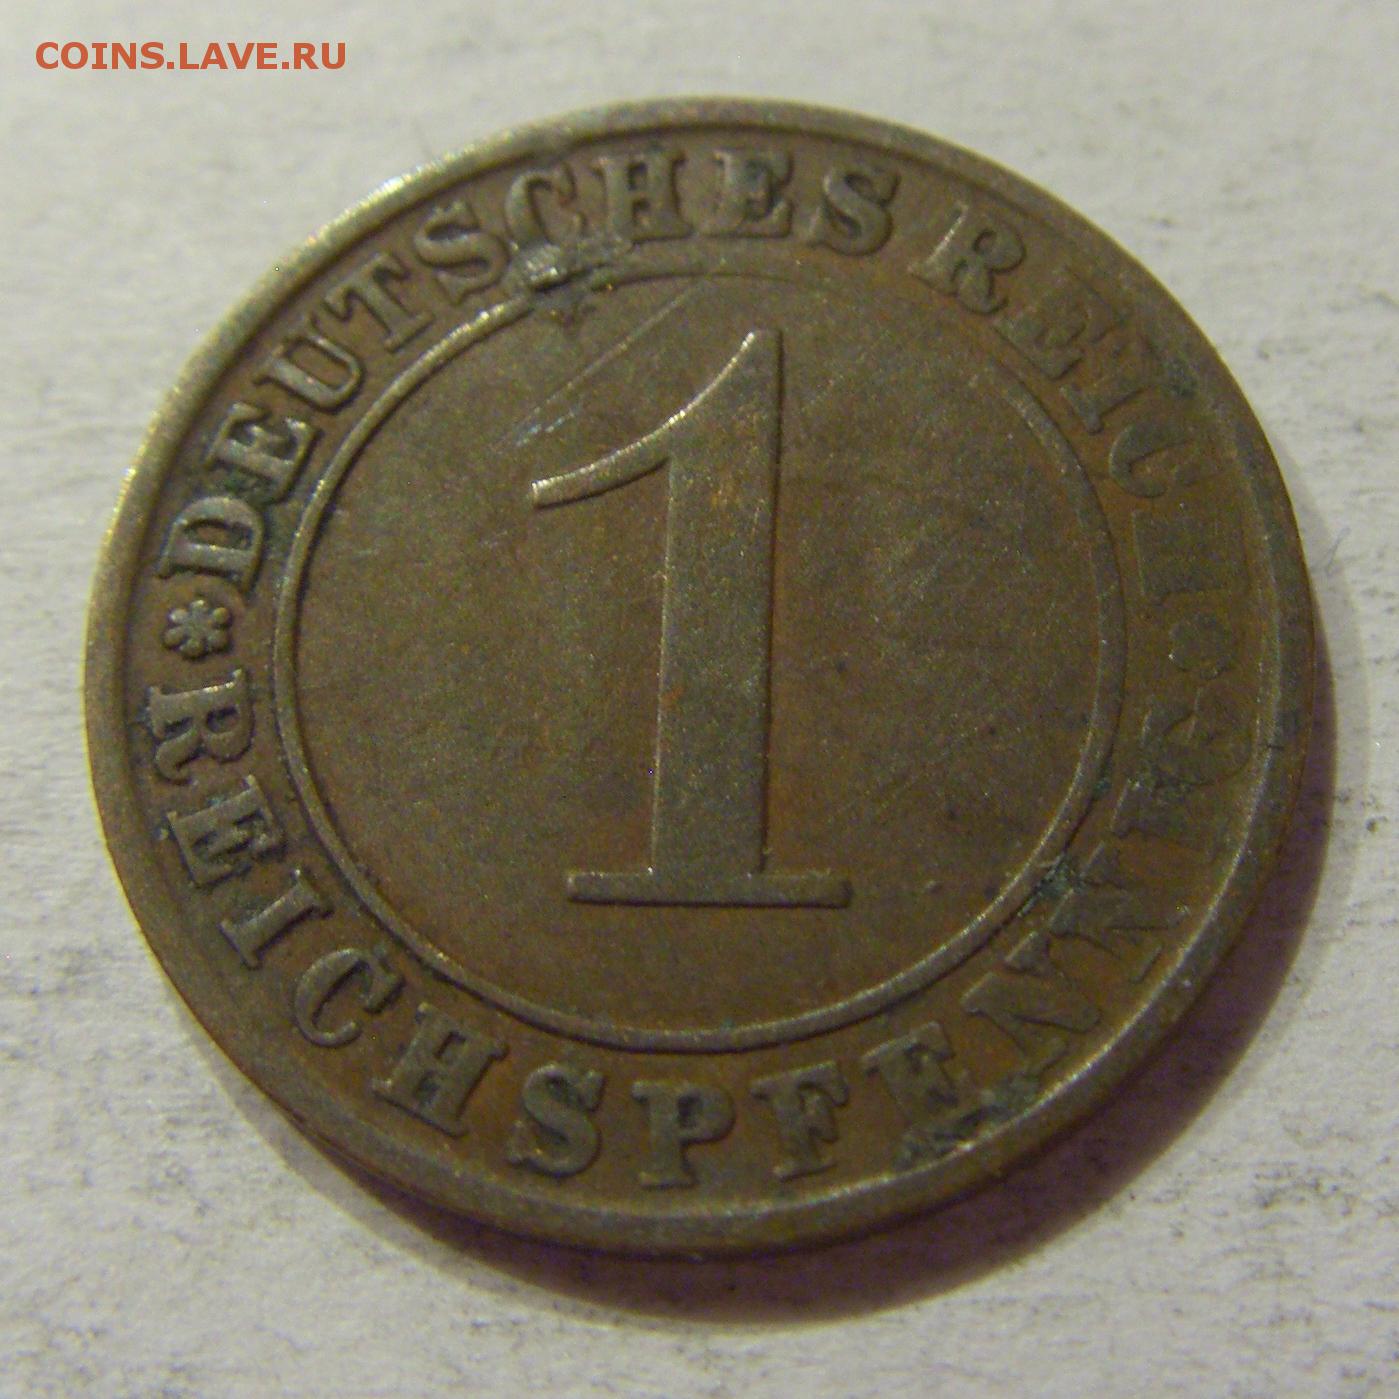 COINS.LAVE.RU
DEUTSCHES REICH
1
REICHSPFENNIG